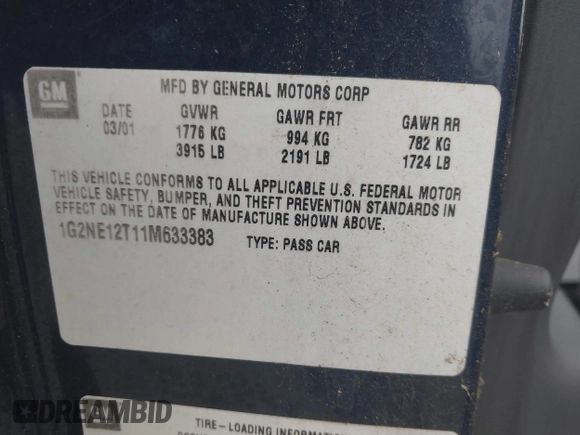 GM
MFD BY GENERAL MOTORS CORP
DATE GVWR GAWR FRT GAWR RR
03/01 1776 KG 994 KG 782 KG
3915 LB 2191 LB 1724 LB
THIS VEHICLE CONFORMS TO ALL APPLICABLE U.S. FEDERAL MOTOR
VEHICLE SAFETY, BUMPER, AND THEFT PREVENTION STANDARDS IN
EFFECT ON THE DATE OF MANUFACTURE SHOWN ABOVE.
1G2NE12T11M633383 TYPE: PASS CAR
TIRE-LOADING INFORMATION
DREAMBID